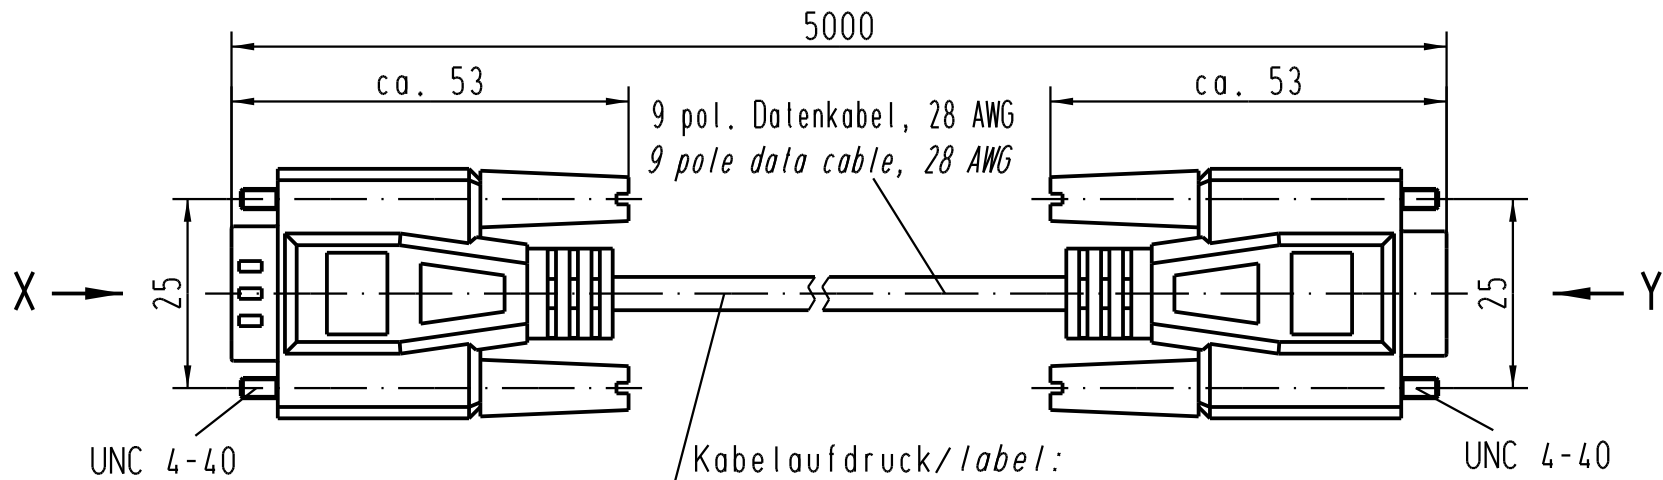 5000
ca. 53
ca. 53
9 pol. Datenkabel, 28 AWG
9 pole data cable, 28 AWG
X
25
25
Y
UNC 4-40
Kabelaufdruck/label:
UNC 4-40